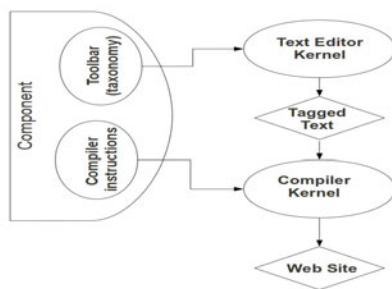 Component
Toolbar
(taxonomy)
Compiler
instructions
Text Editor
Kernel
Tagged
Text
Compiler
Kernel
Web Site